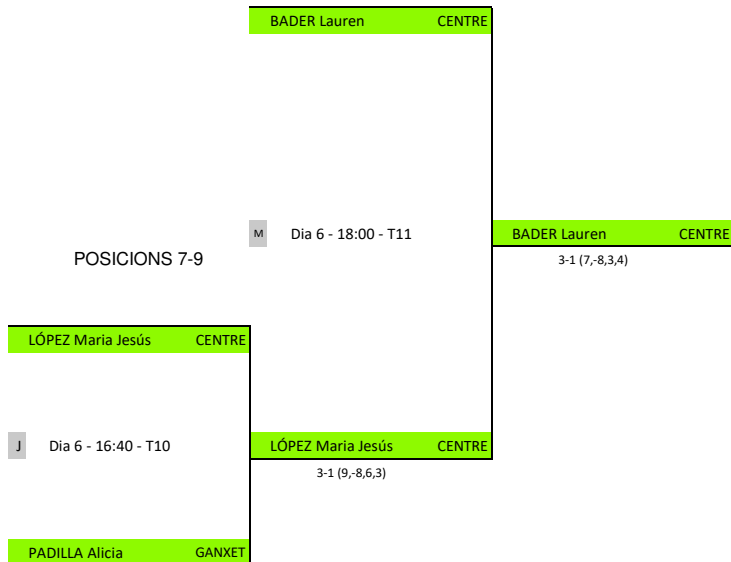 BADER Lauren CENTRE
M Dia 6 - 18:00 - T11
BADER Lauren CENTRE
POSICIONS 7-9
3-1 (7,-8,3,4)
LÓPEZ Maria Jesús CENTRE
J Dia 6 - 16:40 - T10
LÓPEZ Maria Jesús CENTRE
3-1 (9,-8,6,3)
PADILLA Alicia GANXET